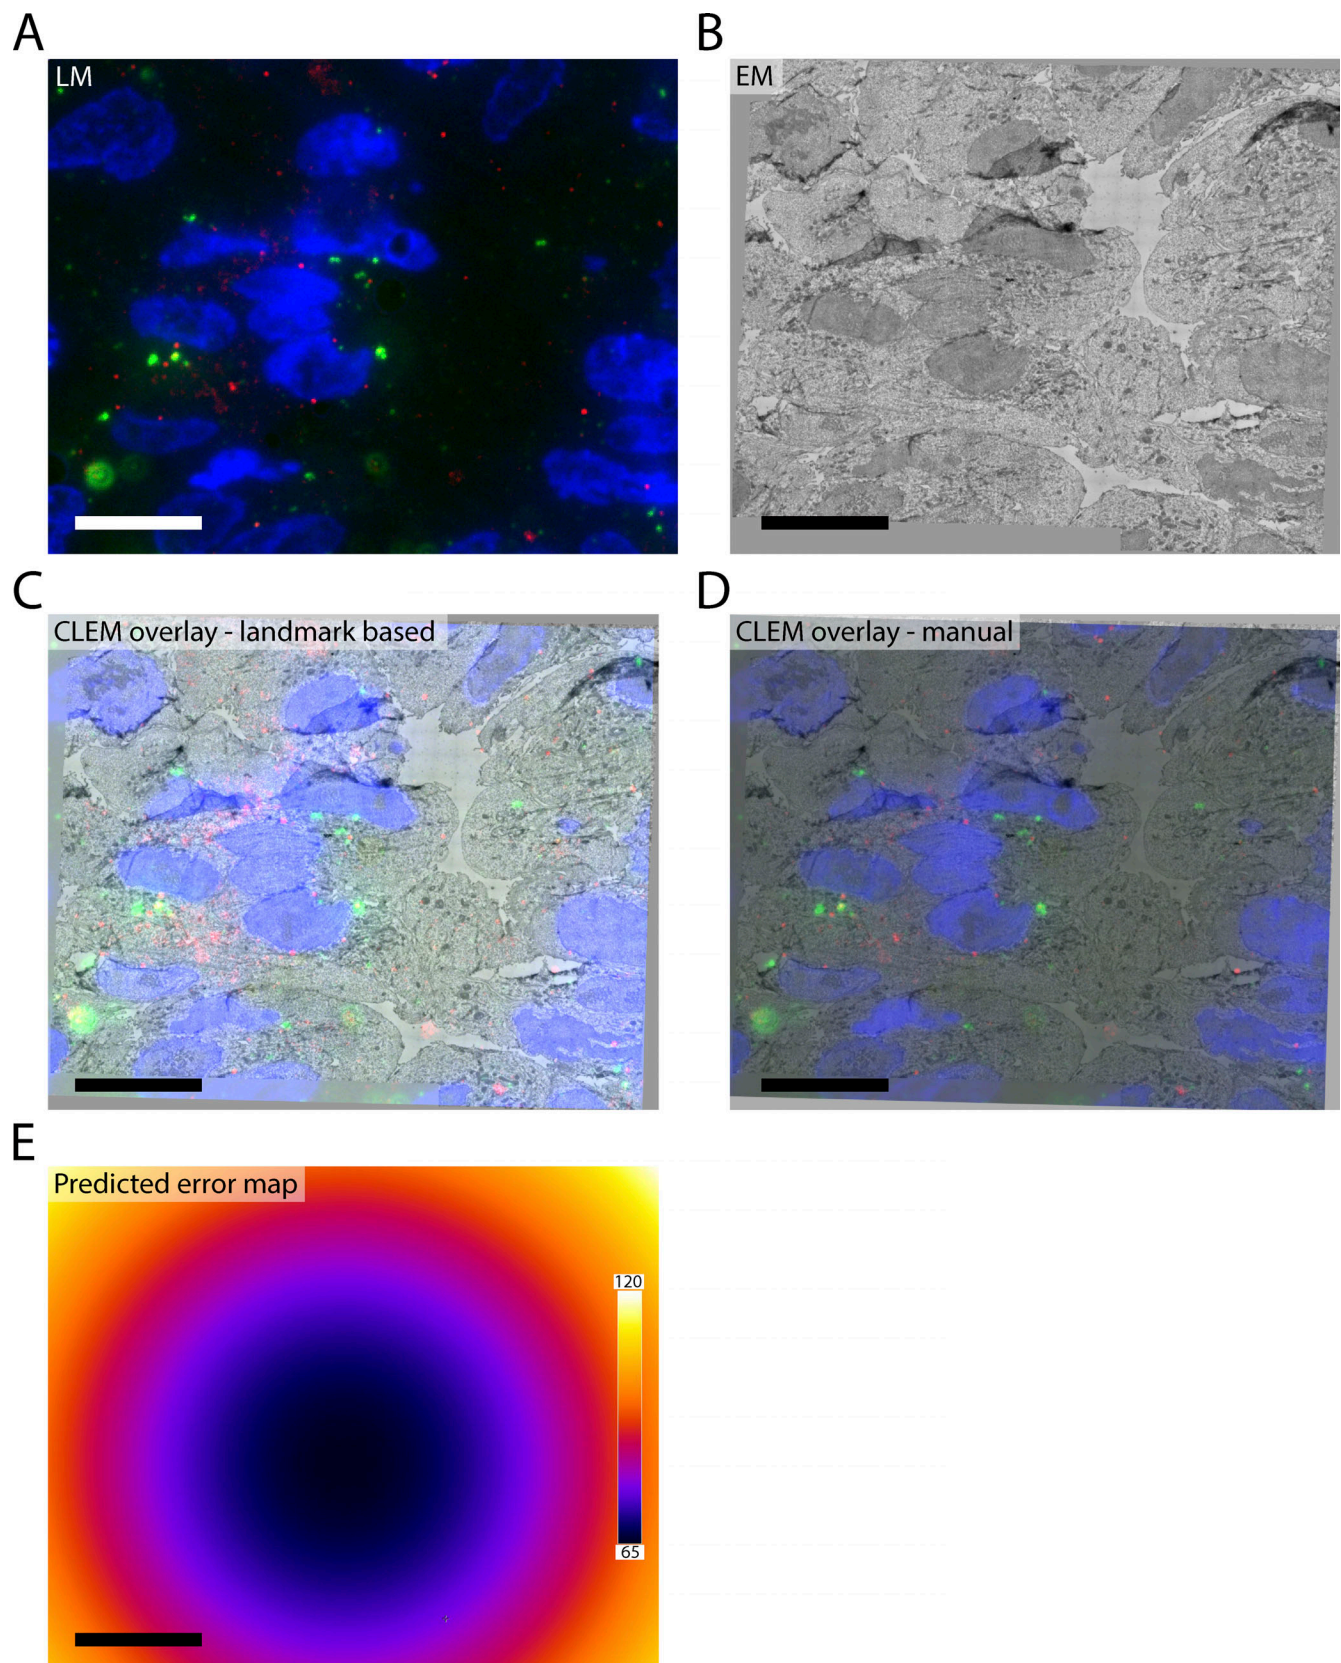 A
LM
B
EM
C
CLEM overlay - landmark based
D
CLEM overlay - manual
E
Predicted error map
120
65